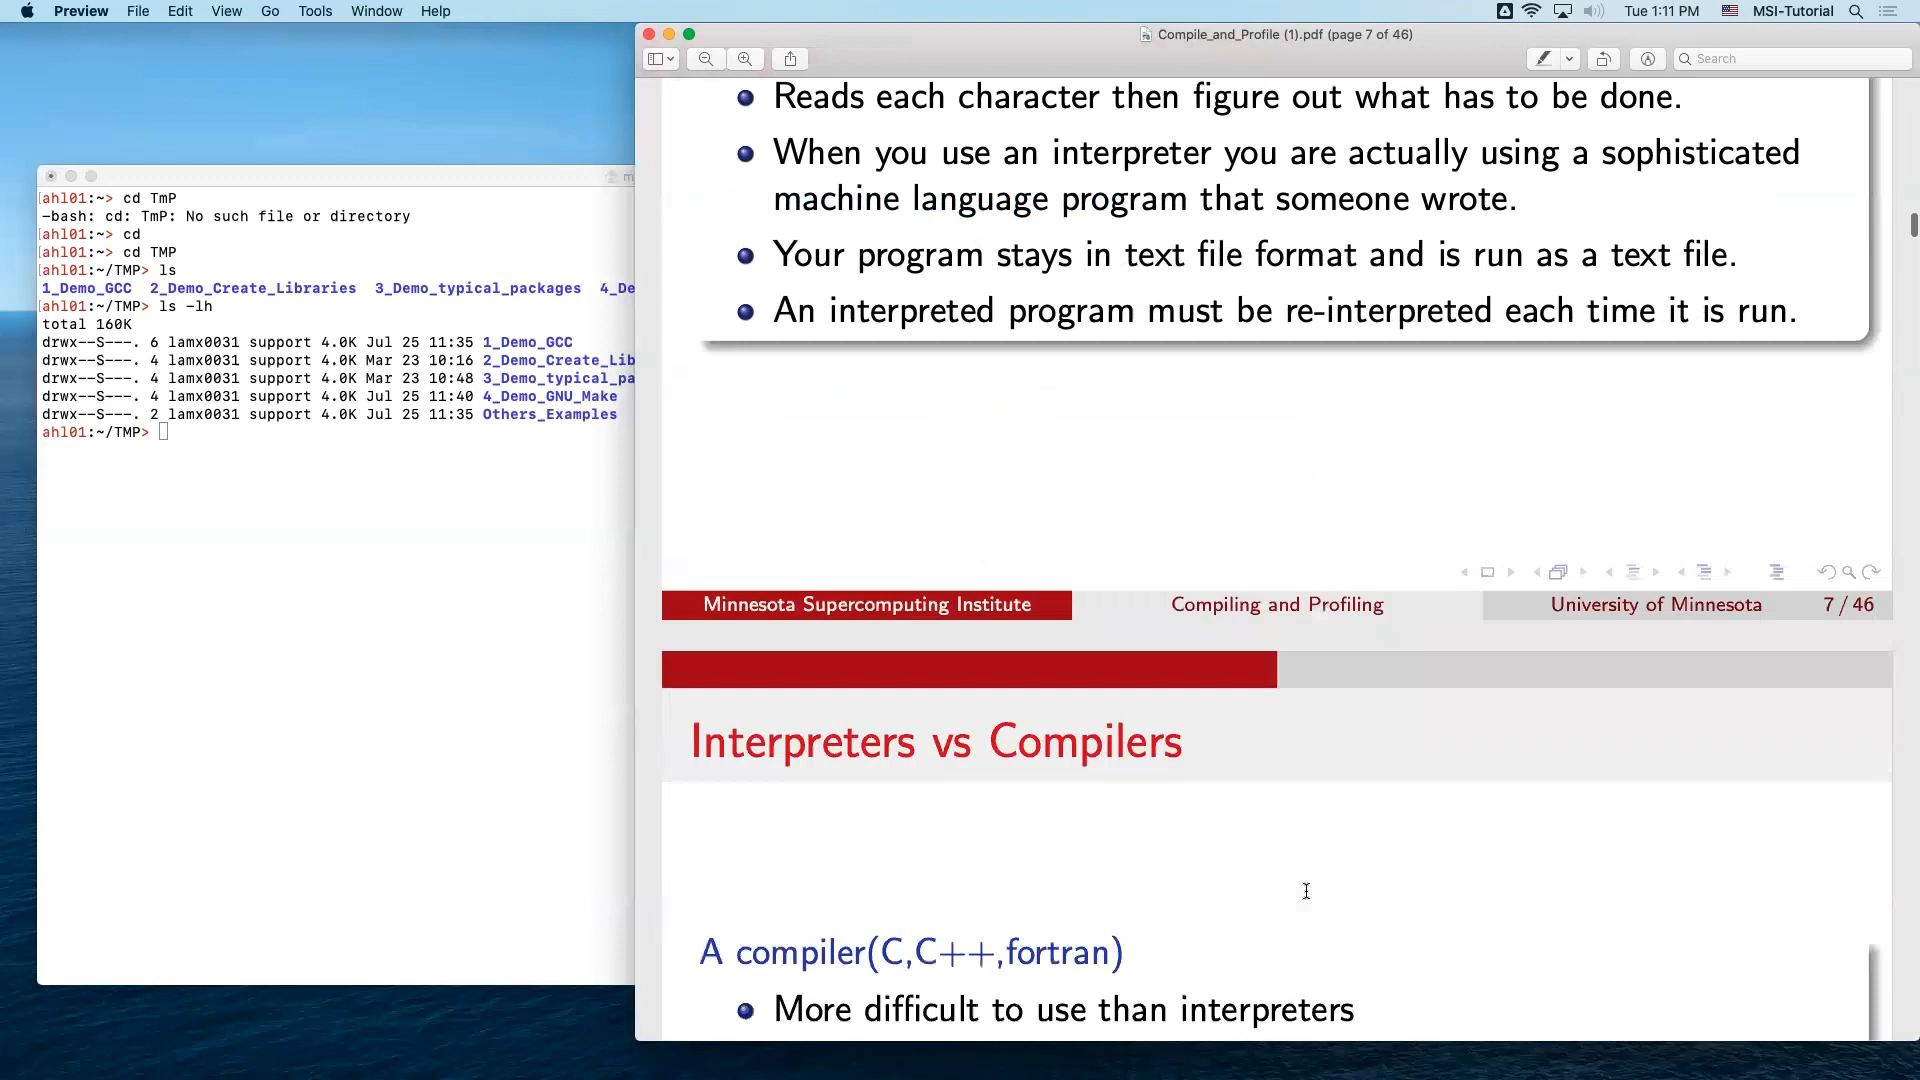 Preview File Edit View Go Tools Window Help
Tue 1:11 PM MSI-Tutorial
Compile_and_Profile (1).pdf (page 7 of 46)
Search
[ahl01:~> cd TmP
-bash: cd: TmP: No such file or directory
[ahl01:~> cd
[ahl01:~> cd TMP
[ahl01:~/TMP> ls
1_Demo_GCC 2_Demo_Create_Libraries 3_Demo_typical_packages 4_De
[ahl01:~/TMP> ls -lh
total 160K
drwx--S---. 6 lamx0031 support 4.0K Jul 25 11:35 1_Demo_GCC
drwx--S---. 4 lamx0031 support 4.0K Mar 23 10:16 2_Demo_Create_Lib
drwx--S---. 4 lamx0031 support 4.0K Mar 23 10:48 3_Demo_typical_pa
drwx--S---. 4 lamx0031 support 4.0K Jul 25 11:40 4_Demo_GNU_Make
drwx--S---. 2 lamx0031 support 4.0K Jul 25 11:35 Others_Examples
ahl01:~/TMP>
Reads each character then figure out what has to be done.
When you use an interpreter you are actually using a sophisticated
machine language program that someone wrote.
Your program stays in text file format and is run as a text file.
An interpreted program must be re-interpreted each time it is run.
Minnesota Supercomputing Institute Compiling and Profiling University of Minnesota 7 / 46
Interpreters vs Compilers
A compiler(C,C++,fortran)
More difficult to use than interpreters